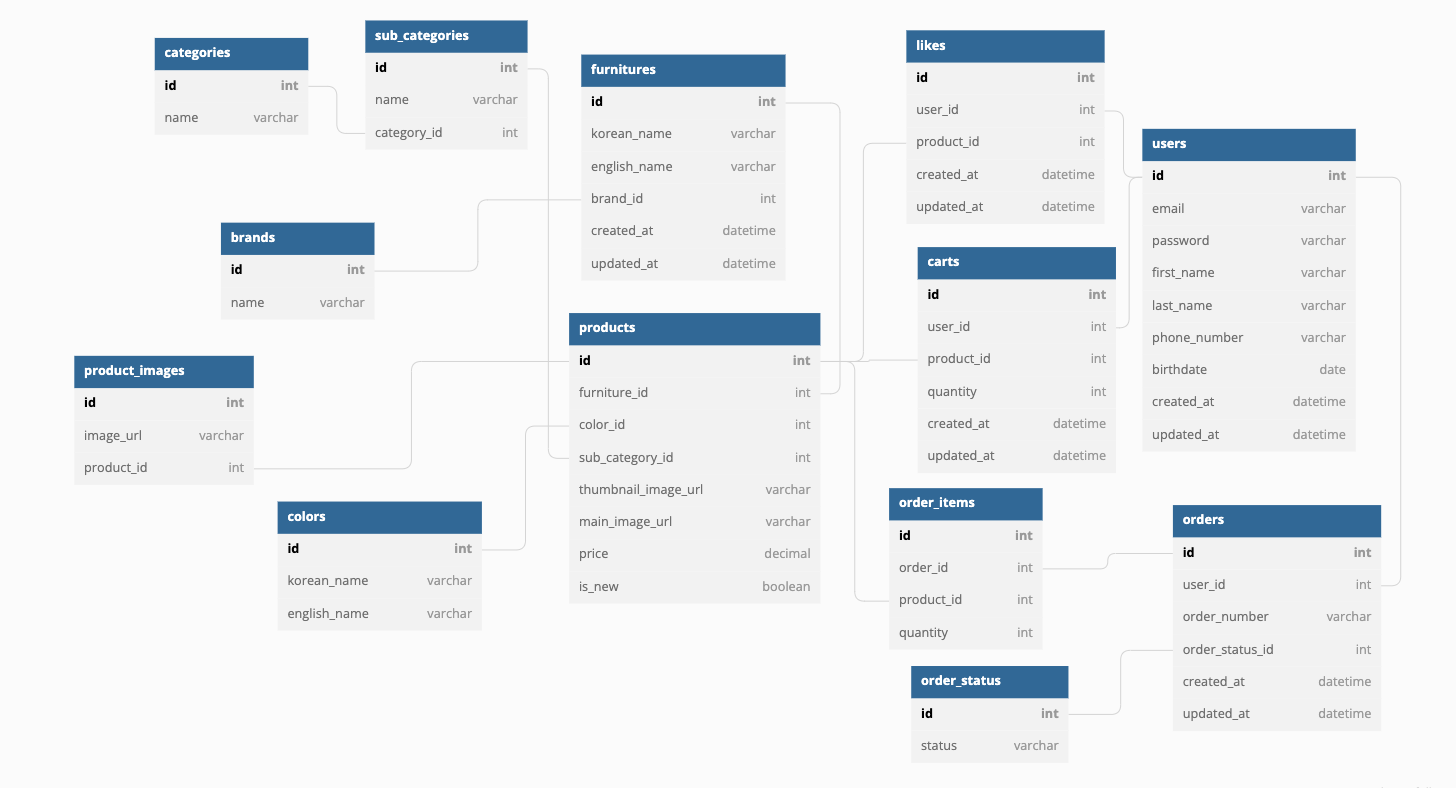 categories
id int
name varchar
sub_categories
id int
name varchar
category_id int
furnitures
id int
korean_name varchar
english_name varchar
brand_id int
created_at datetime
updated_at datetime
likes
id int
user_id int
product_id int
created_at datetime
updated_at datetime
users
id int
email varchar
password varchar
first_name varchar
last_name varchar
phone_number varchar
birthdate date
created_at datetime
updated_at datetime
brands
id int
name varchar
carts
id int
user_id int
product_id int
quantity int
created_at datetime
updated_at datetime
products
id int
furniture_id int
color_id int
sub_category_id int
thumbnail_image_url varchar
main_image_url varchar
price decimal
is_new boolean
product_images
id int
image_url varchar
product_id int
colors
id int
korean_name varchar
english_name varchar
order_items
id int
order_id int
product_id int
quantity int
orders
id int
user_id int
order_number varchar
order_status_id int
created_at datetime
updated_at datetime
order_status
id int
status varchar